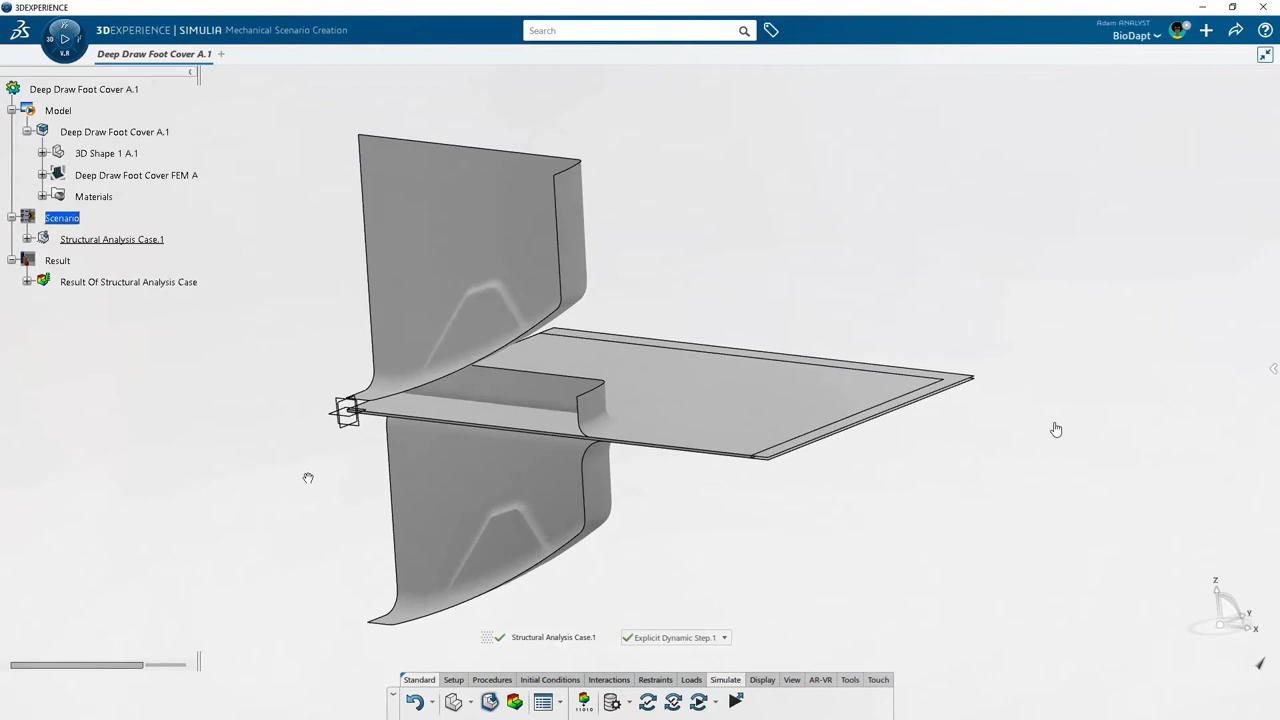 3DEXPERIENCE
3DEXPERIENCE | SIMULIA Mechanical Scenario Creation
Search
Adam ANALYST
BioDapt
3D
V.R
Deep Draw Foot Cover A.1
Deep Draw Foot Cover A.1
Model
Deep Draw Foot Cover A.1
3D Shape 1 A.1
Deep Draw Foot Cover FEM A
Materials
Scenario
Structural Analysis Case.1
Result
Result Of Structural Analysis Case
Z
Y
X
Structural Analysis Case.1
Explicit Dynamic Step.1
Standard Setup Procedures Initial Conditions Interactions Restraints Loads Simulate Display View AR-VR Tools Touch